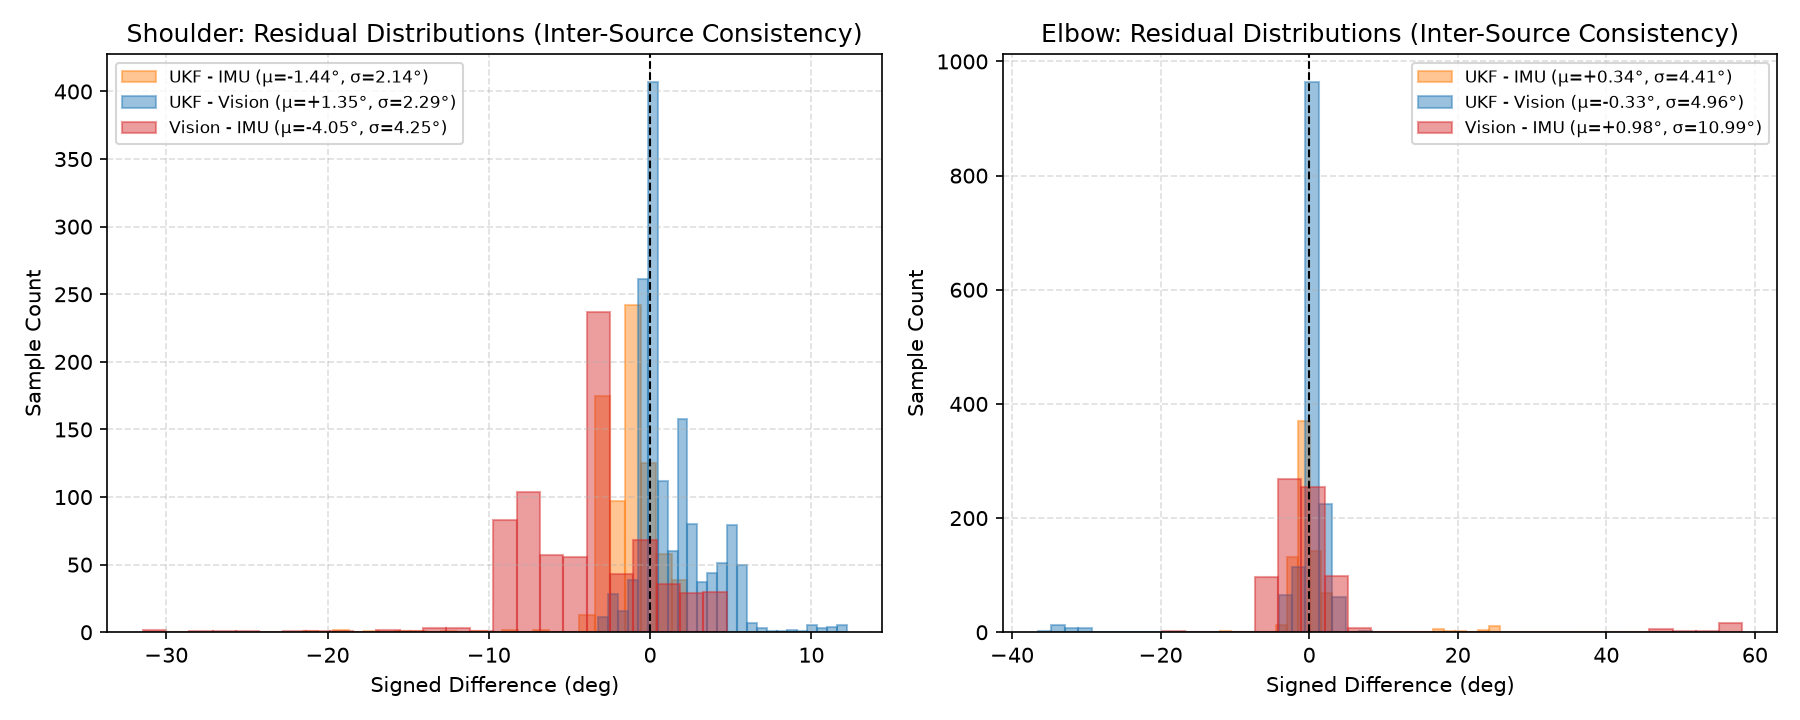 Shoulder: Residual Distributions (Inter-Source Consistency)
UKF - IMU (μ=-1.44°, σ=2.14°)
UKF - Vision (μ=+1.35°, σ=2.29°)
Vision - IMU (μ=-4.05°, σ=4.25°)
400
350
300
250
200
150
100
50
0
Sample Count
−30
−20
−10
0
10
Signed Difference (deg)
Elbow: Residual Distributions (Inter-Source Consistency)
UKF - IMU (μ=+0.34°, σ=4.41°)
UKF - Vision (μ=-0.33°, σ=4.96°)
Vision - IMU (μ=+0.98°, σ=10.99°)
1000
800
600
400
200
0
Sample Count
−40
−20
0
20
40
60
Signed Difference (deg)